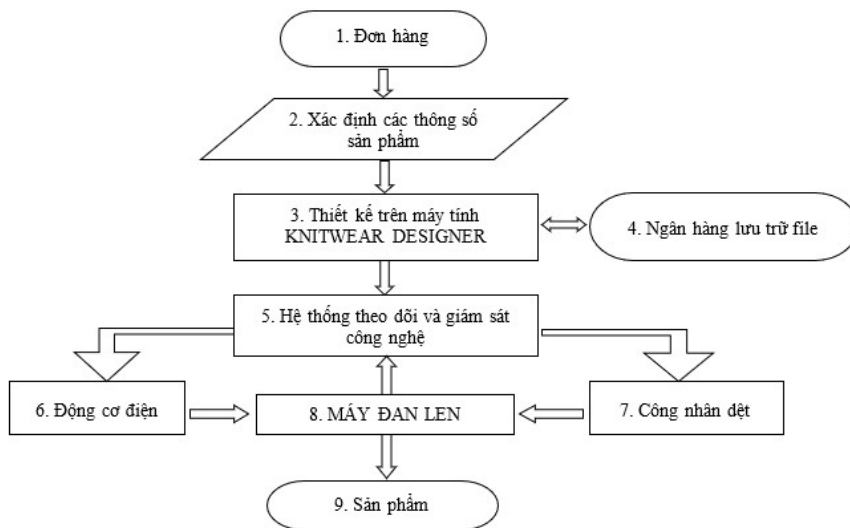 1. Đơn hàng
2. Xác định các thông số
sản phẩm
3. Thiết kế trên máy tính
KNITWEAR DESIGNER
4. Ngân hàng lưu trữ file
5. Hệ thống theo dõi và giám sát
công nghệ
6. Động cơ điện
8. MÁY ĐAN LEN
7. Công nhân dệt
9. Sản phẩm